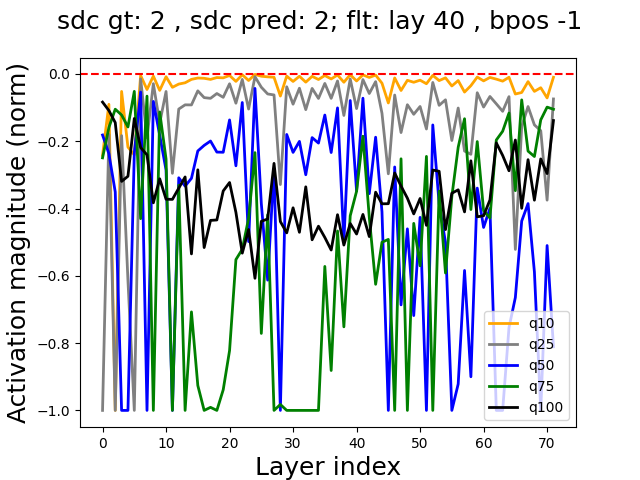 sdc gt: 2 , sdc pred: 2; flt: lay 40 , bpos -1
Activation magnitude (norm)
0.0
−0.2
−0.4
−0.6
−0.8
−1.0
q10
q25
q50
q75
q100
0 10 20 30 40 50 60 70
Layer index